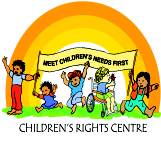 MEET CHILDREN'S NEEDS FIRST
CHILDREN'S RIGHTS CENTRE